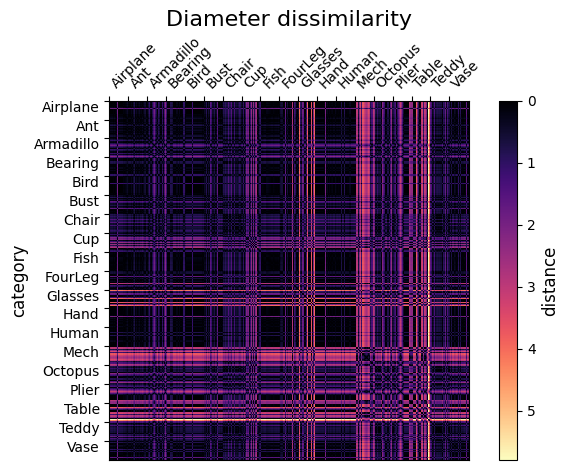 Diameter dissimilarity
Airplane
Ant
Armadillo
Bearing
Bird
Bust
Chair
Cup
Fish
FourLeg
Glasses
Hand
Human
Mech
Octopus
Plier
Table
Teddy
Vase
Airplane
Ant
Armadillo
Bearing
Bird
Bust
Chair
Cup
Fish
FourLeg
Glasses
Hand
Human
Mech
Octopus
Plier
Table
Teddy
Vase
category
0
1
2
3
4
5
distance